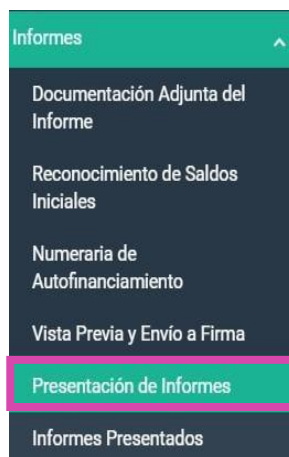 Informes
Documentación Adjunta del
Informe
Reconocimiento de Saldos
Iniciales
Numeraria de
Autofinanciamiento
Vista Previa y Envío a Firma
Presentación de Informes
Informes Presentados